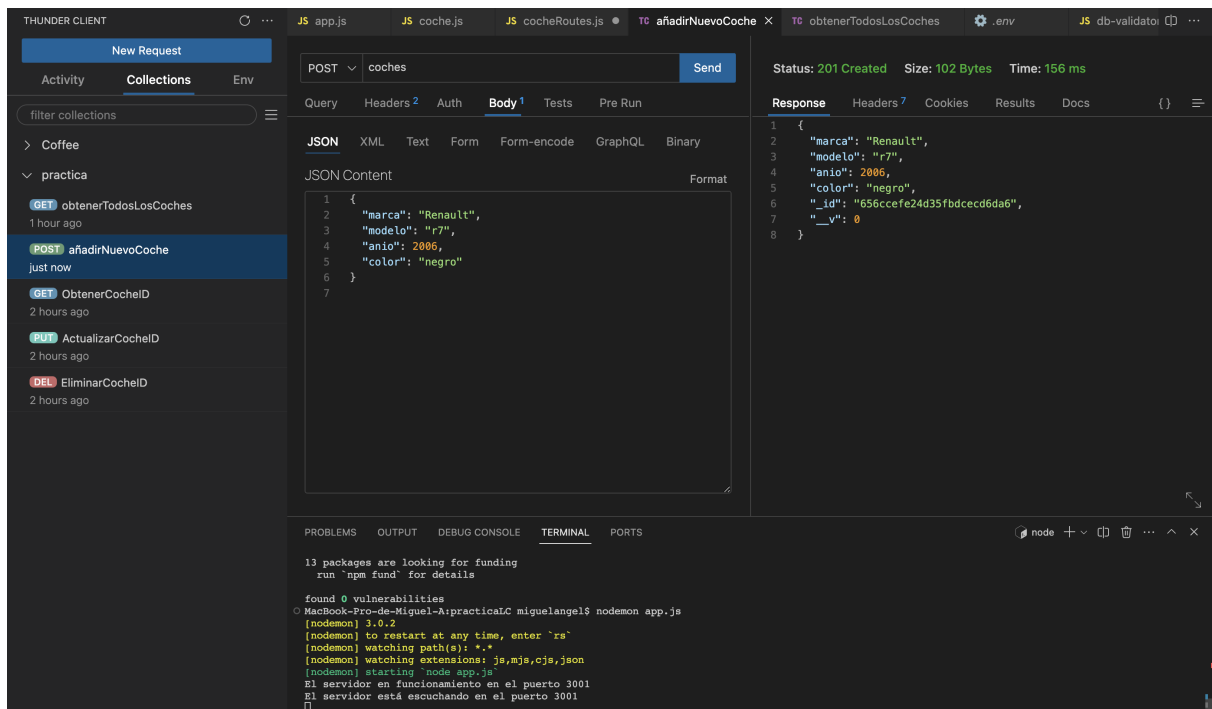 THUNDER CLIENT
New Request
Activity Collections Env
filter collections
Coffee
practica
GET obtenerTodosLosCoches
1 hour ago
POST añadirNuevoCoche
just now
GET ObtenerCocheID
2 hours ago
PUT ActualizarCocheID
2 hours ago
DEL EliminarCocheID
2 hours ago
JS app.js JS coche.js JS cocheRoutes.js TC añadirNuevoCoche TC obtenerTodosLosCoches .env JS db-validator
POST coches Send
Query Headers 2 Auth Body 1 Tests Pre Run
JSON XML Text Form Form-encode GraphQL Binary
JSON Content Format
1 {
2 "marca": "Renault",
3 "modelo": "r7",
4 "anio": 2006,
5 "color": "negro"
6 }
7
Status: 201 Created Size: 102 Bytes Time: 156 ms
Response Headers 7 Cookies Results Docs {}
1 {
2 "marca": "Renault",
3 "modelo": "r7",
4 "anio": 2006,
5 "color": "negro",
6 "_id": "656ccefe24d35fbdcecd6da6",
7 "__v": 0
8 }
PROBLEMS OUTPUT DEBUG CONSOLE TERMINAL PORTS node
13 packages are looking for funding
run `npm fund` for details
found 0 vulnerabilities
MacBook-Pro-de-Miguel-A:practicaLC miguelangel$ nodemon app.js
[nodemon] 3.0.2
[nodemon] to restart at any time, enter `rs`
[nodemon] watching path(s): *.*
[nodemon] watching extensions: js,mjs,cjs,json
[nodemon] starting `node app.js`
El servidor en funcionamiento en el puerto 3001
El servidor está escuchando en el puerto 3001